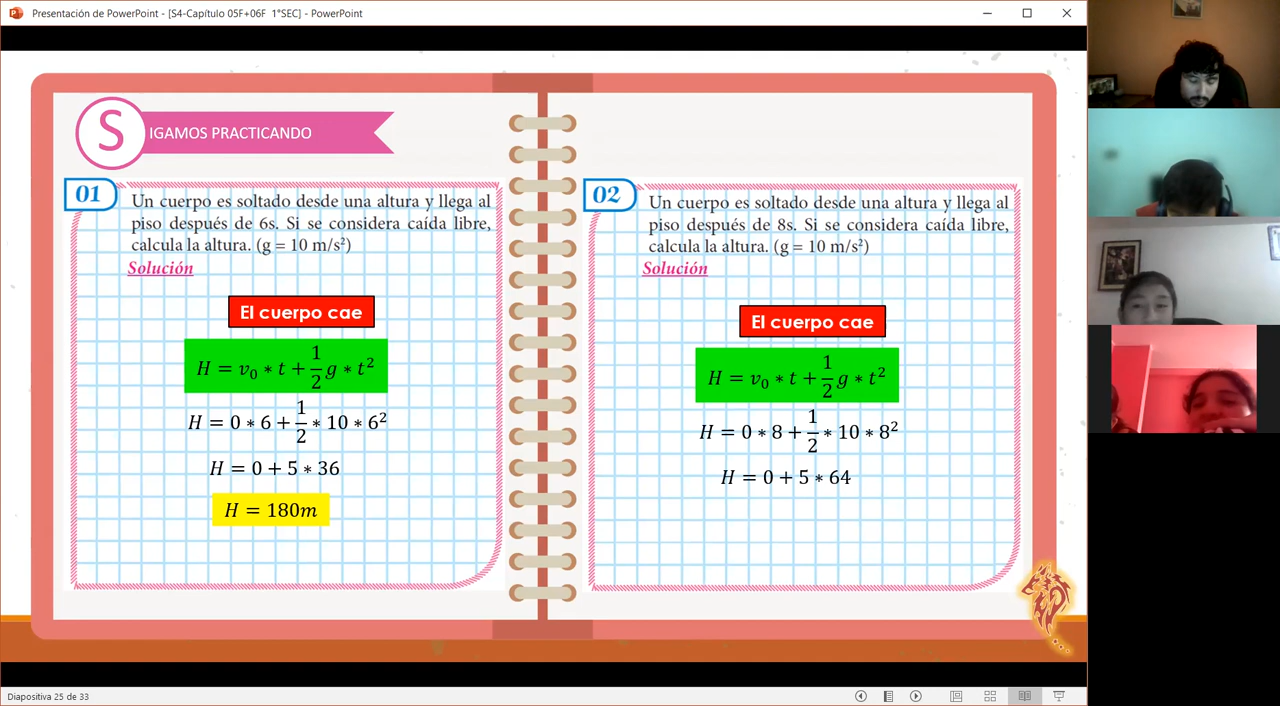 Presentación de PowerPoint - [S4-Capítulo 05F+06F 1°SEC] - PowerPoint
S IGAMOS PRACTICANDO
01
Un cuerpo es soltado desde una altura y llega al
piso después de 6s. Si se considera caída libre,
calcula la altura. (g = 10 m/s²)
Solución
El cuerpo cae
H = v₀ ∗ t + 1/2 g ∗ t²
H = 0 ∗ 6 + 1/2 ∗ 10 ∗ 6²
H = 0 + 5 ∗ 36
H = 180m
02
Un cuerpo es soltado desde una altura y llega al
piso después de 8s. Si se considera caída libre,
calcula la altura. (g = 10 m/s²)
Solución
El cuerpo cae
H = v₀ ∗ t + 1/2 g ∗ t²
H = 0 ∗ 8 + 1/2 ∗ 10 ∗ 8²
H = 0 + 5 ∗ 64
Diapositiva 25 de 33